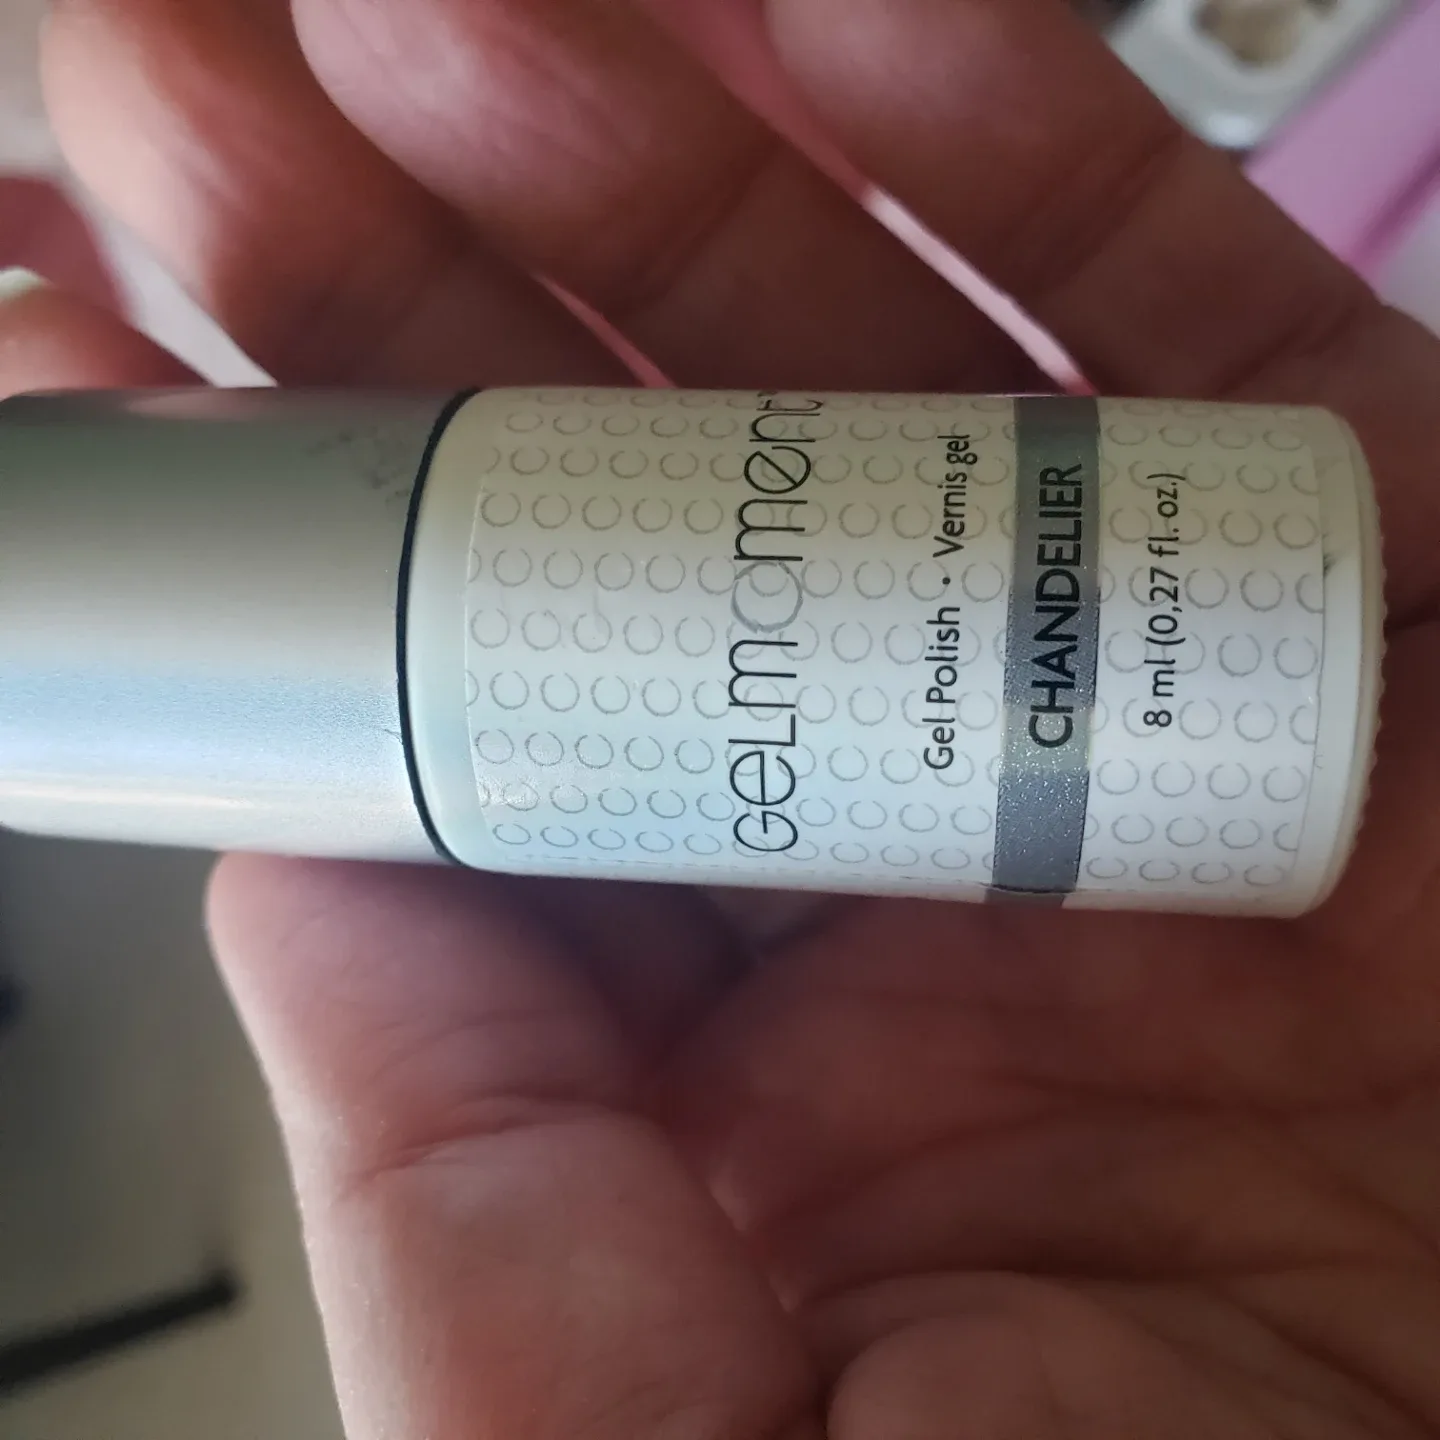 GELMOMENT
Gel Polish • Vernis gel
CHANDELIER
8 ml (0,27 fl. oz.)